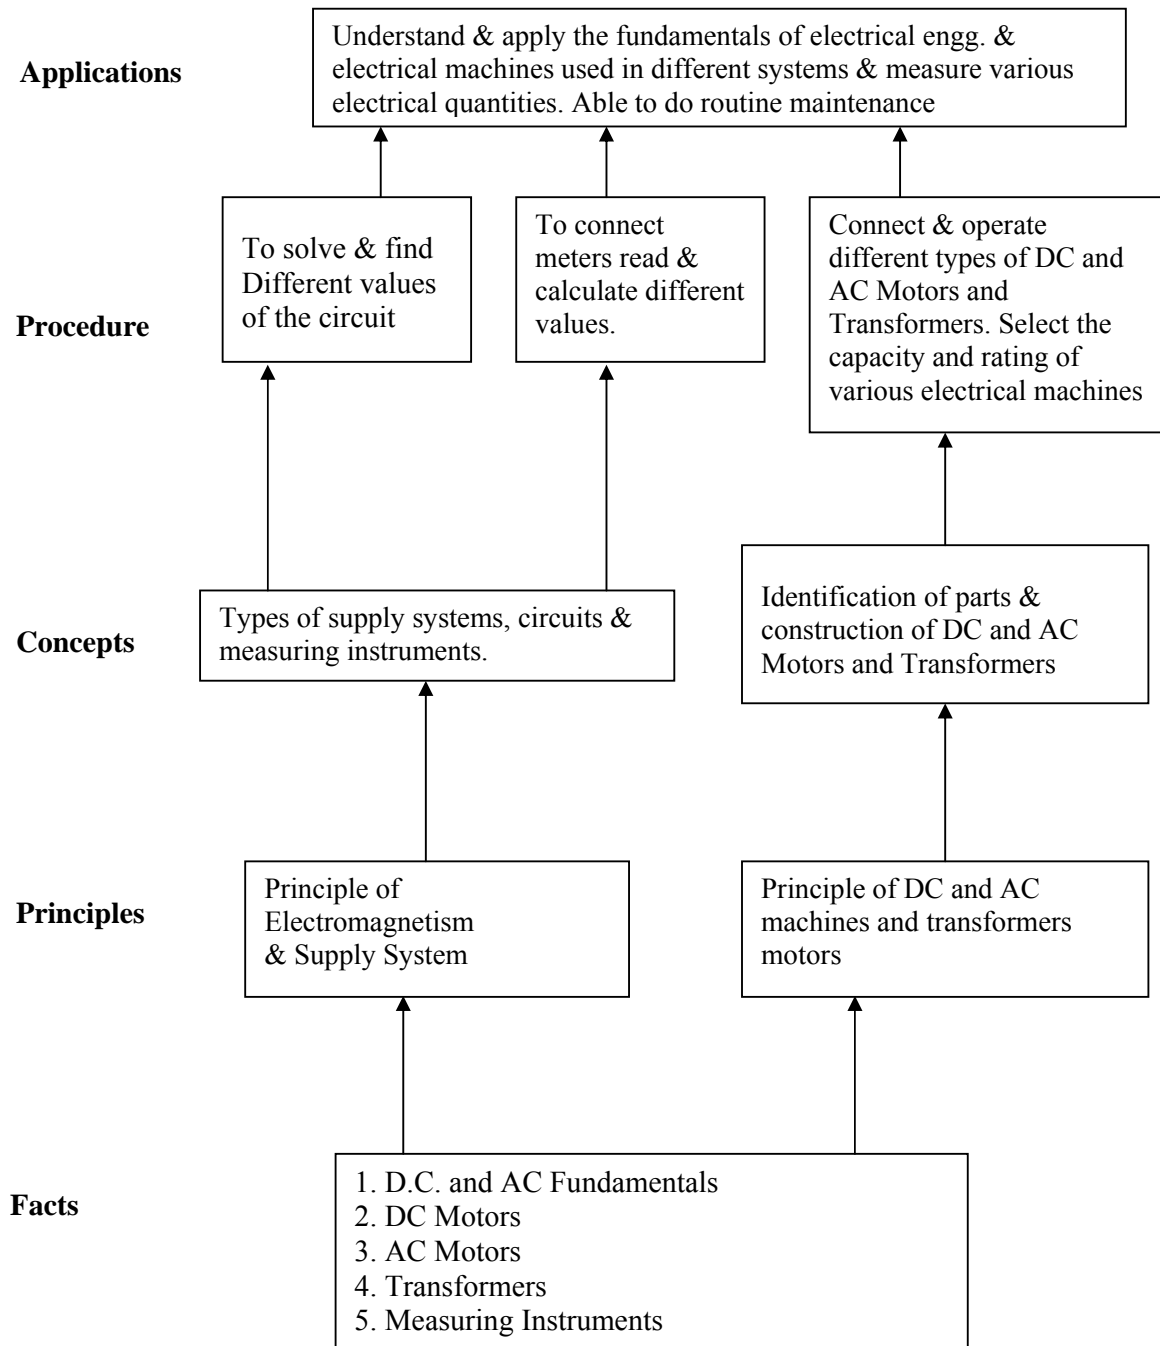 Applications
Understand & apply the fundamentals of electrical engg. &
electrical machines used in different systems & measure various
electrical quantities. Able to do routine maintenance
Procedure
To solve & find
Different values
of the circuit
To connect
meters read &
calculate different
values.
Connect & operate
different types of DC and
AC Motors and
Transformers. Select the
capacity and rating of
various electrical machines
Concepts
Types of supply systems, circuits &
measuring instruments.
Identification of parts &
construction of DC and AC
Motors and Transformers
Principles
Principle of
Electromagnetism
& Supply System
Principle of DC and AC
machines and transformers
motors
Facts
1. D.C. and AC Fundamentals
2. DC Motors
3. AC Motors
4. Transformers
5. Measuring Instruments